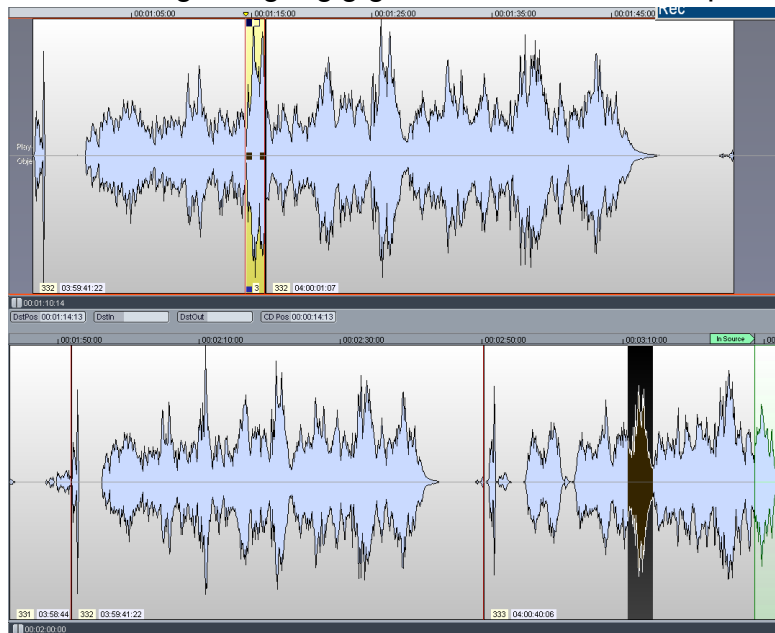 Rec
00:01:05:00 00:01:15:00 00:01:25:00 00:01:35:00 00:01:45:00
Play
Obje
332 03:59:41:22 3 332 04:00:01:07
00:01:10:14
DstPos 00:01:14:13 DstIn DstOut CD Pos 00:00:14:13
00:01:50:00 00:02:10:00 00:02:30:00 00:02:50:00 00:03:10:00 In Source 00
331 03:58:44 332 03:59:41:22 333 04:00:40:06
00:02:00:00